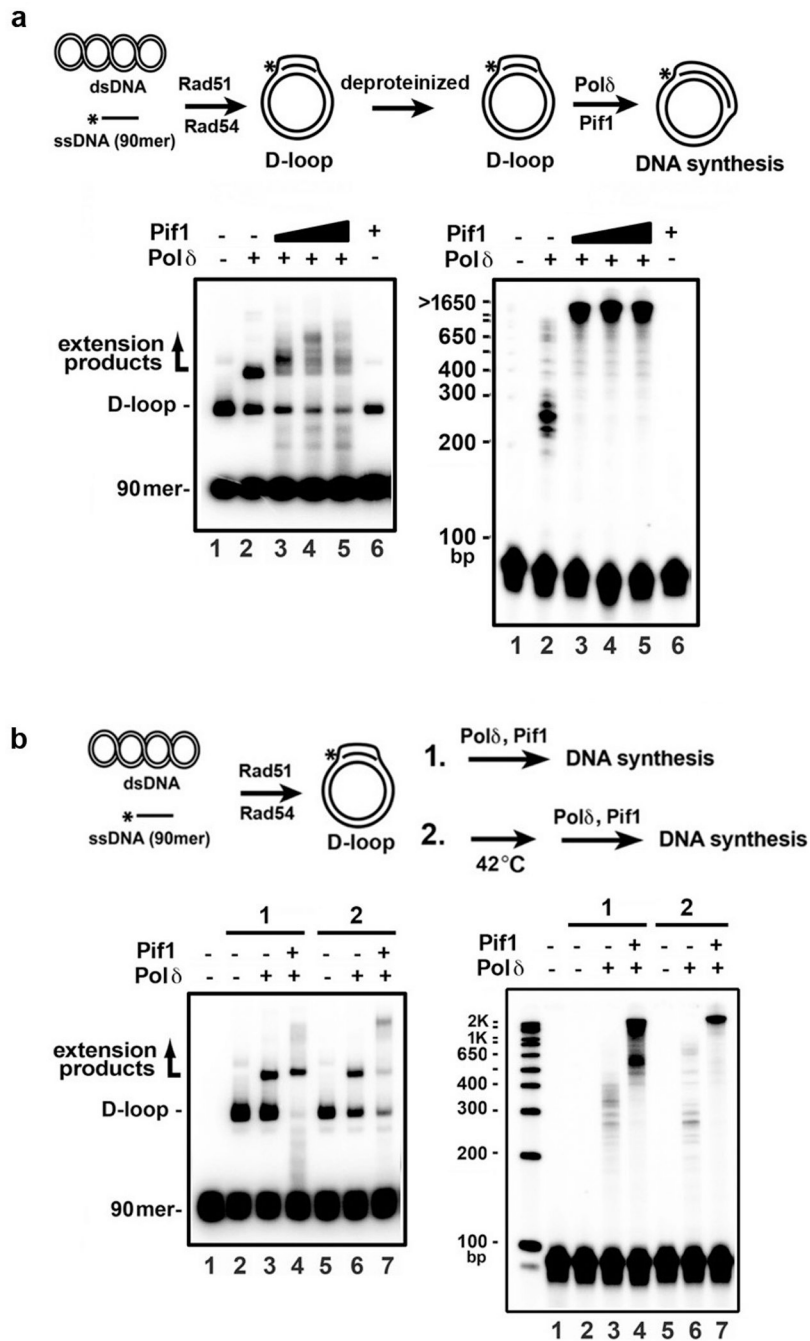 a
dsDNA
*
ssDNA (90mer)
Rad51
Rad54
*
D-loop
deproteinized
*
D-loop
Polδ
Pif1
*
DNA synthesis
Pif1 - - +
Polδ - + + + + -
extension
products
D-loop -
90mer-
1 2 3 4 5 6
Pif1 - - +
Polδ - + + + + -
>1650 -
650 -
400 -
300 -
200 -
100 -
bp
1 2 3 4 5 6
b
dsDNA
*
ssDNA (90mer)
Rad51
Rad54
*
D-loop
1. Polδ, Pif1 DNA synthesis
2. 42°C Polδ, Pif1 DNA synthesis
1 2
Pif1 - - - + - - +
Polδ - - + + - + +
extension
products
D-loop -
90mer-
1 2 3 4 5 6 7
1 2
Pif1 - - - + - - +
Polδ - - + + - + +
2K -
1K -
650 -
400 -
300 -
200 -
100 -
bp
1 2 3 4 5 6 7